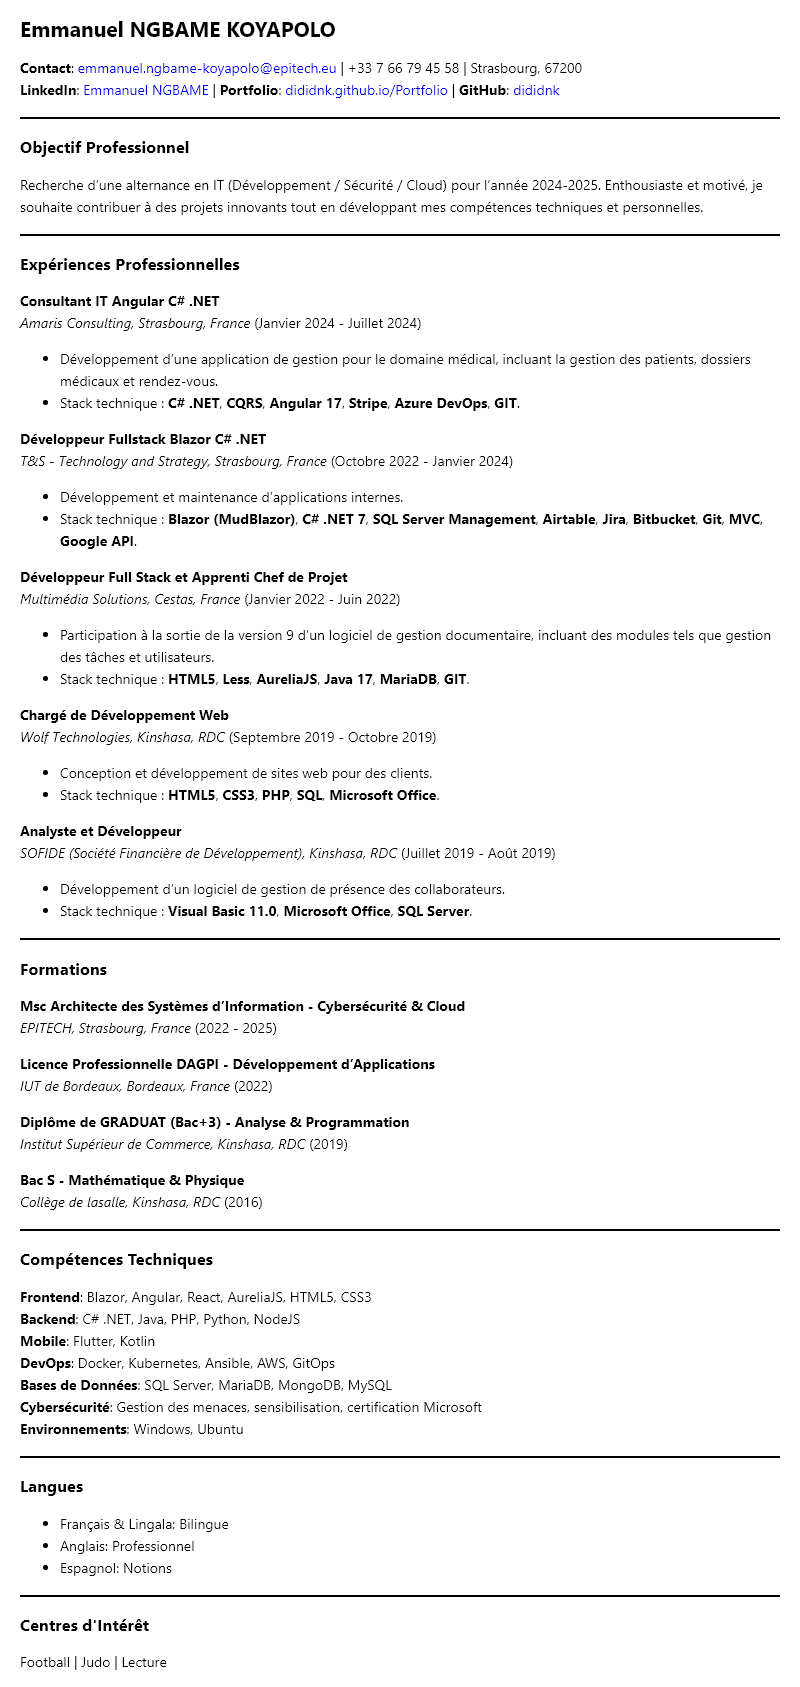 Emmanuel NGBAME KOYAPOLO
Contact: emmanuel.ngbame-koyapolo@epitech.eu | +33 7 66 79 45 58 | Strasbourg, 67200
LinkedIn: Emmanuel NGBAME | Portfolio: dididnk.github.io/Portfolio | GitHub: dididnk
Objectif Professionnel
Recherche d’une alternance en IT (Développement / Sécurité / Cloud) pour l’année 2024-2025. Enthousiaste et motivé, je
souhaite contribuer à des projets innovants tout en développant mes compétences techniques et personnelles.
Expériences Professionnelles
Consultant IT Angular C# .NET
Amaris Consulting, Strasbourg, France (Janvier 2024 - Juillet 2024)
• Développement d’une application de gestion pour le domaine médical, incluant la gestion des patients, dossiers
médicaux et rendez-vous.
• Stack technique : C# .NET, CQRS, Angular 17, Stripe, Azure DevOps, GIT.
Développeur Fullstack Blazor C# .NET
T&S - Technology and Strategy, Strasbourg, France (Octobre 2022 - Janvier 2024)
• Développement et maintenance d’applications internes.
• Stack technique : Blazor (MudBlazor), C# .NET 7, SQL Server Management, Airtable, Jira, Bitbucket, Git, MVC,
Google API.
Développeur Full Stack et Apprenti Chef de Projet
Multimédia Solutions, Cestas, France (Janvier 2022 - Juin 2022)
• Participation à la sortie de la version 9 d’un logiciel de gestion documentaire, incluant des modules tels que gestion
des tâches et utilisateurs.
• Stack technique : HTML5, Less, AureliaJS, Java 17, MariaDB, GIT.
Chargé de Développement Web
Wolf Technologies, Kinshasa, RDC (Septembre 2019 - Octobre 2019)
• Conception et développement de sites web pour des clients.
• Stack technique : HTML5, CSS3, PHP, SQL, Microsoft Office.
Analyste et Développeur
SOFIDE (Société Financière de Développement), Kinshasa, RDC (Juillet 2019 - Août 2019)
• Développement d’un logiciel de gestion de présence des collaborateurs.
• Stack technique : Visual Basic 11.0, Microsoft Office, SQL Server.
Formations
Msc Architecte des Systèmes d’Information - Cybersécurité & Cloud
EPITECH, Strasbourg, France (2022 - 2025)
Licence Professionnelle DAGPI - Développement d’Applications
IUT de Bordeaux, Bordeaux, France (2022)
Diplôme de GRADUAT (Bac+3) - Analyse & Programmation
Institut Supérieur de Commerce, Kinshasa, RDC (2019)
Bac S - Mathématique & Physique
Collège de lasalle, Kinshasa, RDC (2016)
Compétences Techniques
Frontend: Blazor, Angular, React, AureliaJS, HTML5, CSS3
Backend: C# .NET, Java, PHP, Python, NodeJS
Mobile: Flutter, Kotlin
DevOps: Docker, Kubernetes, Ansible, AWS, GitOps
Bases de Données: SQL Server, MariaDB, MongoDB, MySQL
Cybersécurité: Gestion des menaces, sensibilisation, certification Microsoft
Environnements: Windows, Ubuntu
Langues
• Français & Lingala: Bilingue
• Anglais: Professionnel
• Espagnol: Notions
Centres d'Intérêt
Football | Judo | Lecture